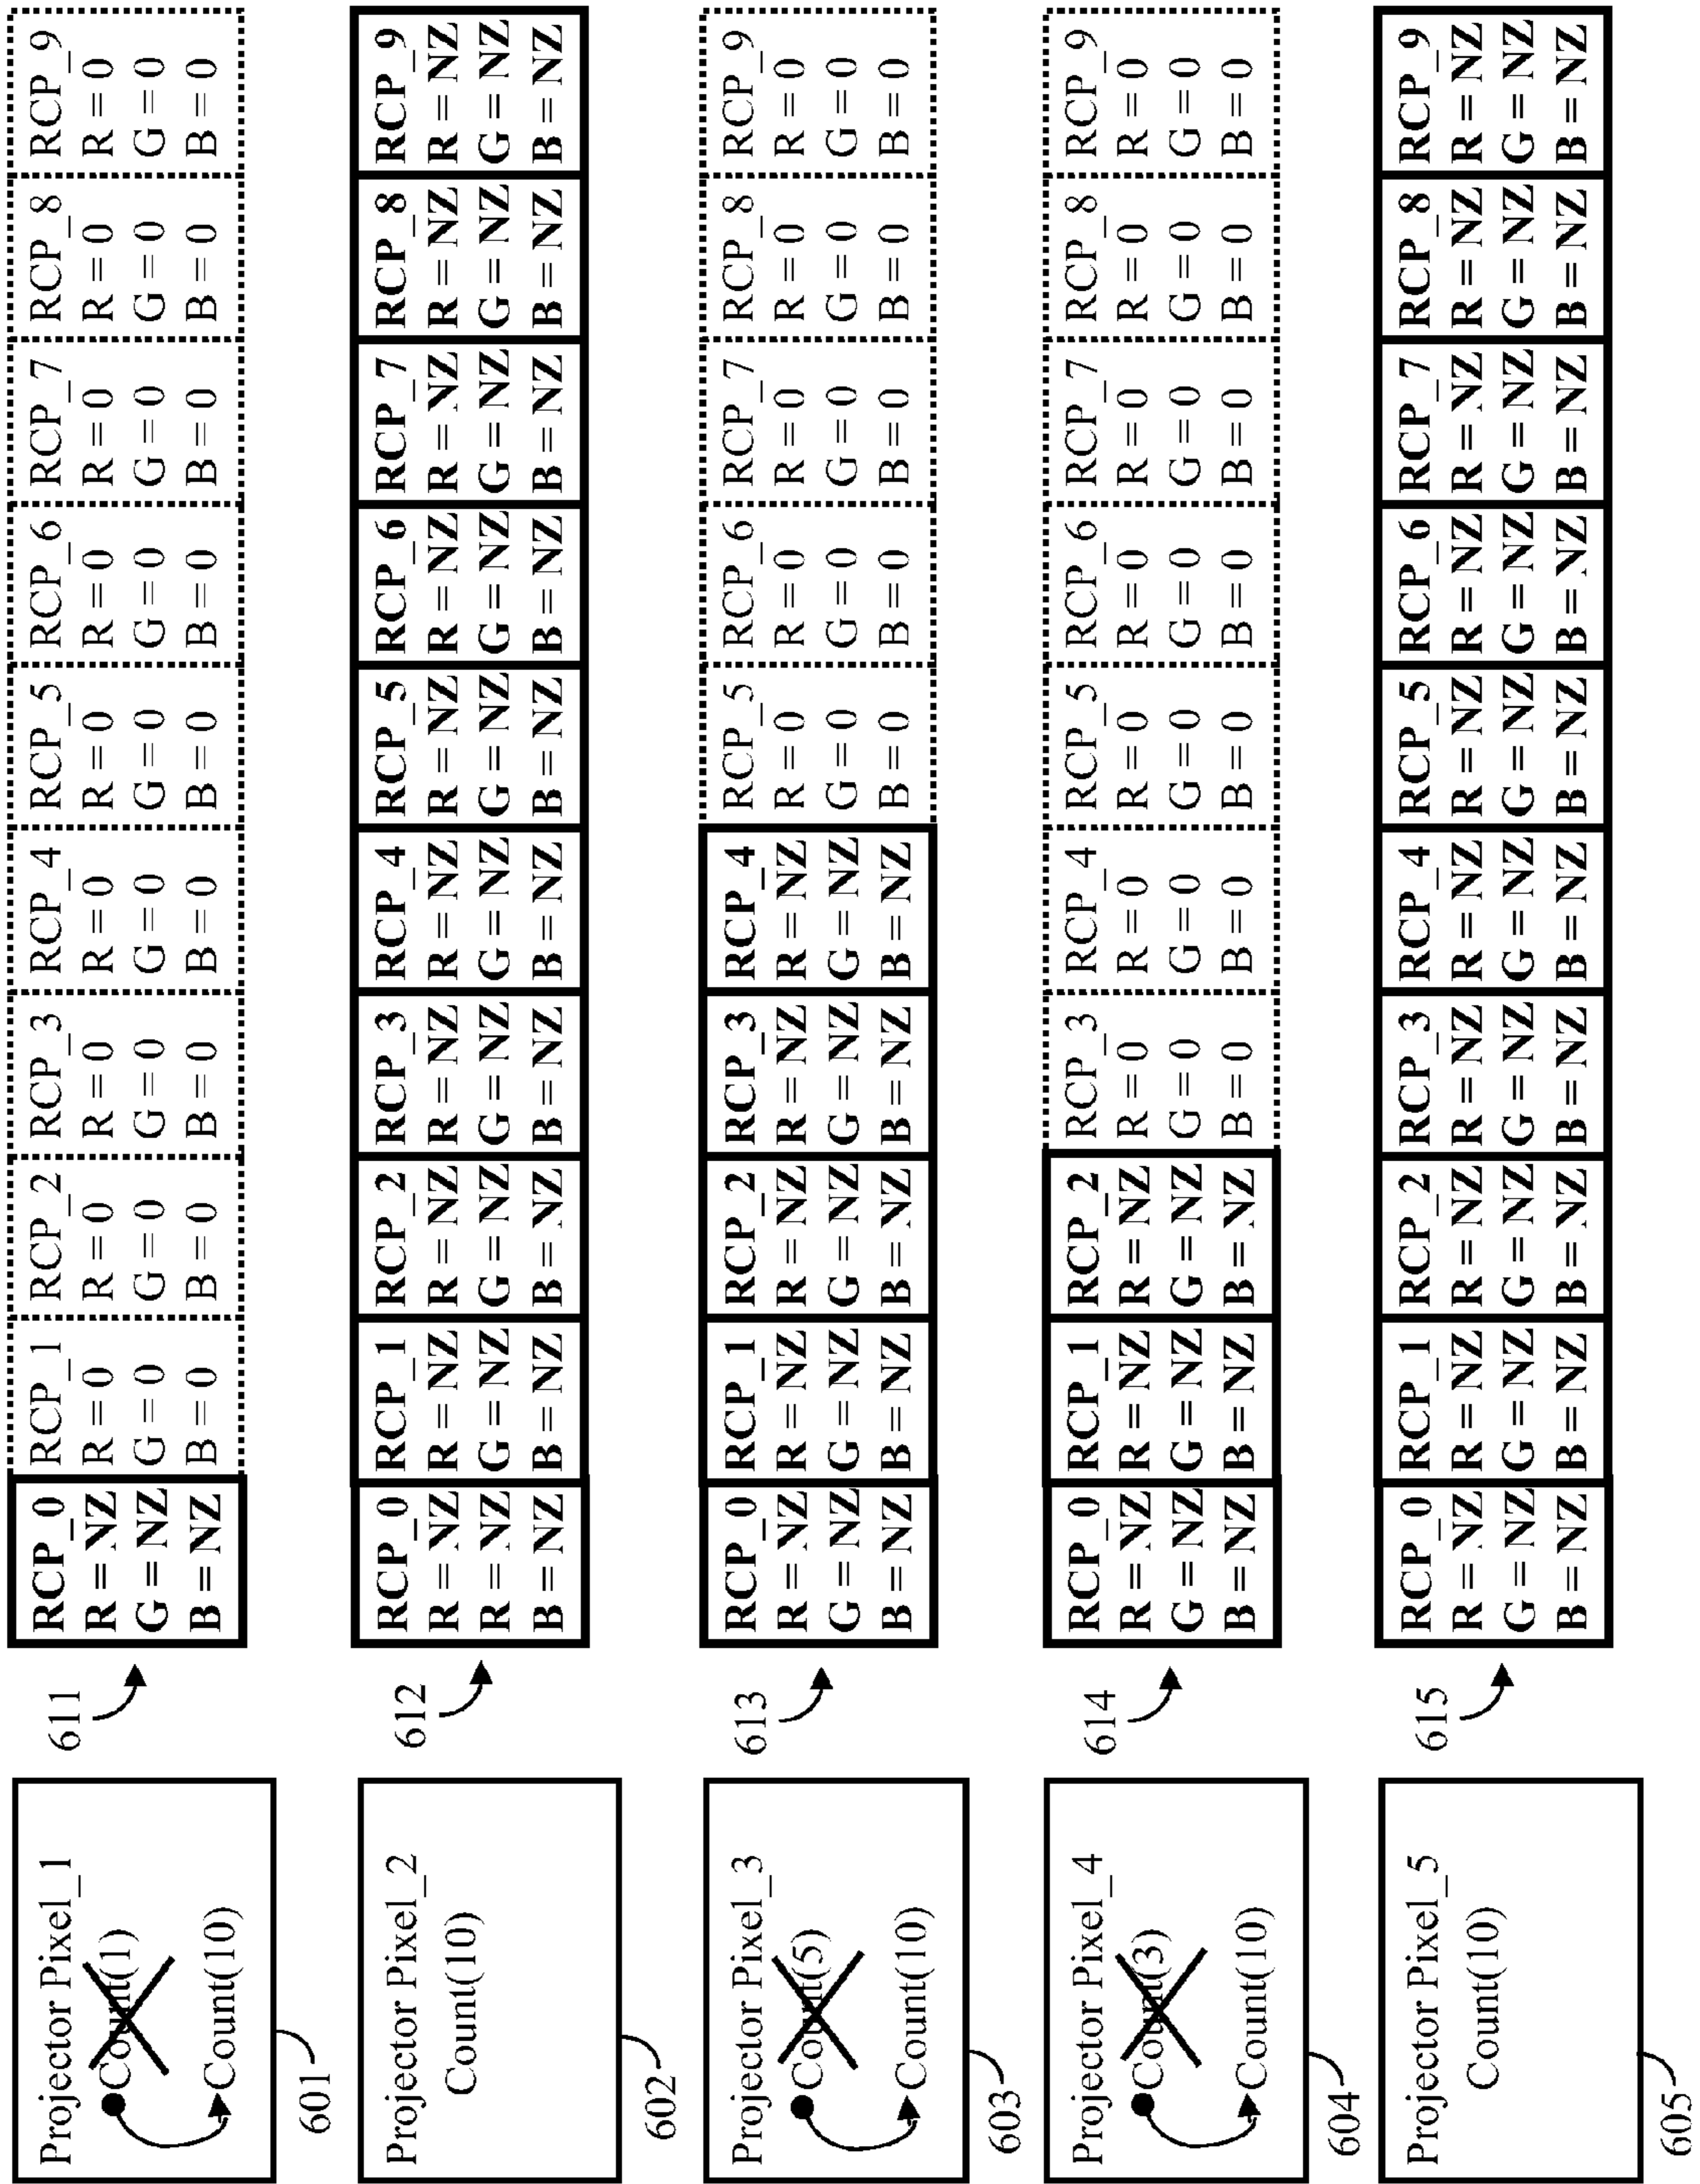 Projector Pixel_1
Count(1)
Count(10)
601
611
RCP_0
R = NZ
G = NZ
B = NZ
RCP_1
R = 0
G = 0
B = 0
RCP_2
R = 0
G = 0
B = 0
RCP_3
R = 0
G = 0
B = 0
RCP_4
R = 0
G = 0
B = 0
RCP_5
R = 0
G = 0
B = 0
RCP_6
R = 0
G = 0
B = 0
RCP_7
R = 0
G = 0
B = 0
RCP_8
R = 0
G = 0
B = 0
RCP_9
R = 0
G = 0
B = 0
Projector Pixel_2
Count(10)
602
612
RCP_0
R = NZ
R = NZ
B = NZ
RCP_1
R = NZ
G = NZ
B = NZ
RCP_2
R = NZ
G = NZ
B = NZ
RCP_3
R = NZ
G = NZ
B = NZ
RCP_4
R = NZ
G = NZ
B = NZ
RCP_5
R = NZ
G = NZ
B = NZ
RCP_6
R = NZ
G = NZ
B = NZ
RCP_7
R = NZ
G = NZ
B = NZ
RCP_8
R = NZ
G = NZ
B = NZ
RCP_9
R = NZ
G = NZ
B = NZ
Projector Pixel_3
Count(5)
Count(10)
603
613
RCP_0
R = NZ
G = NZ
B = NZ
RCP_1
R = NZ
G = NZ
B = NZ
RCP_2
R = NZ
G = NZ
B = NZ
RCP_3
R = NZ
G = NZ
B = NZ
RCP_4
R = NZ
G = NZ
B = NZ
RCP_5
R = 0
G = 0
B = 0
RCP_6
R = 0
G = 0
B = 0
RCP_7
R = 0
G = 0
B = 0
RCP_8
R = 0
G = 0
B = 0
RCP_9
R = 0
G = 0
B = 0
Projector Pixel_4
Count(3)
Count(10)
604
614
RCP_0
R = NZ
G = NZ
B = NZ
RCP_1
R = NZ
G = NZ
B = NZ
RCP_2
R = NZ
G = NZ
B = NZ
RCP_3
R = 0
G = 0
B = 0
RCP_4
R = 0
G = 0
B = 0
RCP_5
R = 0
G = 0
B = 0
RCP_6
R = 0
G = 0
B = 0
RCP_7
R = 0
G = 0
B = 0
RCP_8
R = 0
G = 0
B = 0
RCP_9
R = 0
G = 0
B = 0
Projector Pixel_5
Count(10)
605
615
RCP_0
R = NZ
G = NZ
B = NZ
RCP_1
R = NZ
G = NZ
B = NZ
RCP_2
R = NZ
G = NZ
B = NZ
RCP_3
R = NZ
G = NZ
B = NZ
RCP_4
R = NZ
G = NZ
B = NZ
RCP_5
R = NZ
G = NZ
B = NZ
RCP_6
R = NZ
G = NZ
B = NZ
RCP_7
R = NZ
G = NZ
B = NZ
RCP_8
R = NZ
G = NZ
B = NZ
RCP_9
R = NZ
G = NZ
B = NZ